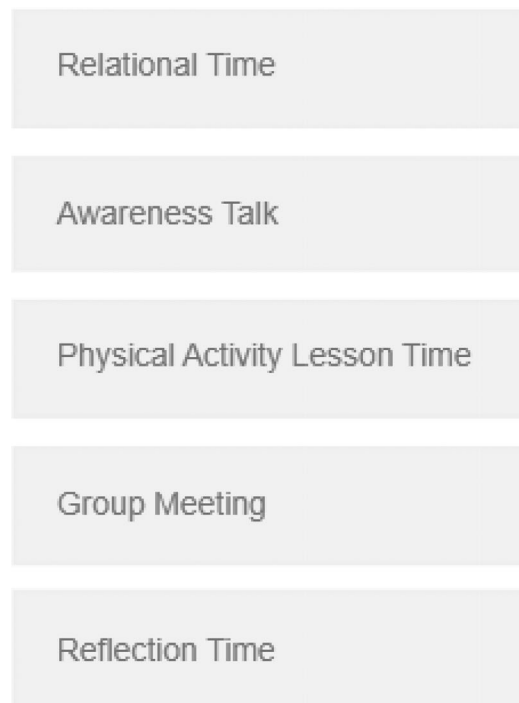 Relational Time
Awareness Talk
Physical Activity Lesson Time
Group Meeting
Reflection Time